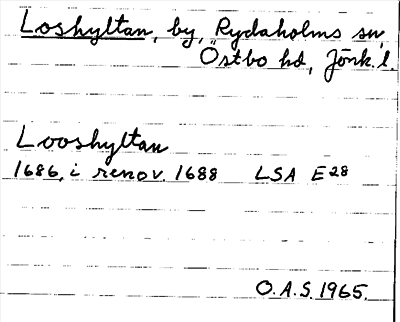 Loshyltan, by, Rydaholms sn,
Östbo hd, Jönk. l.
Looshyltan
1686, i renov. 1688 LSA E28
O.A.S. 1965.